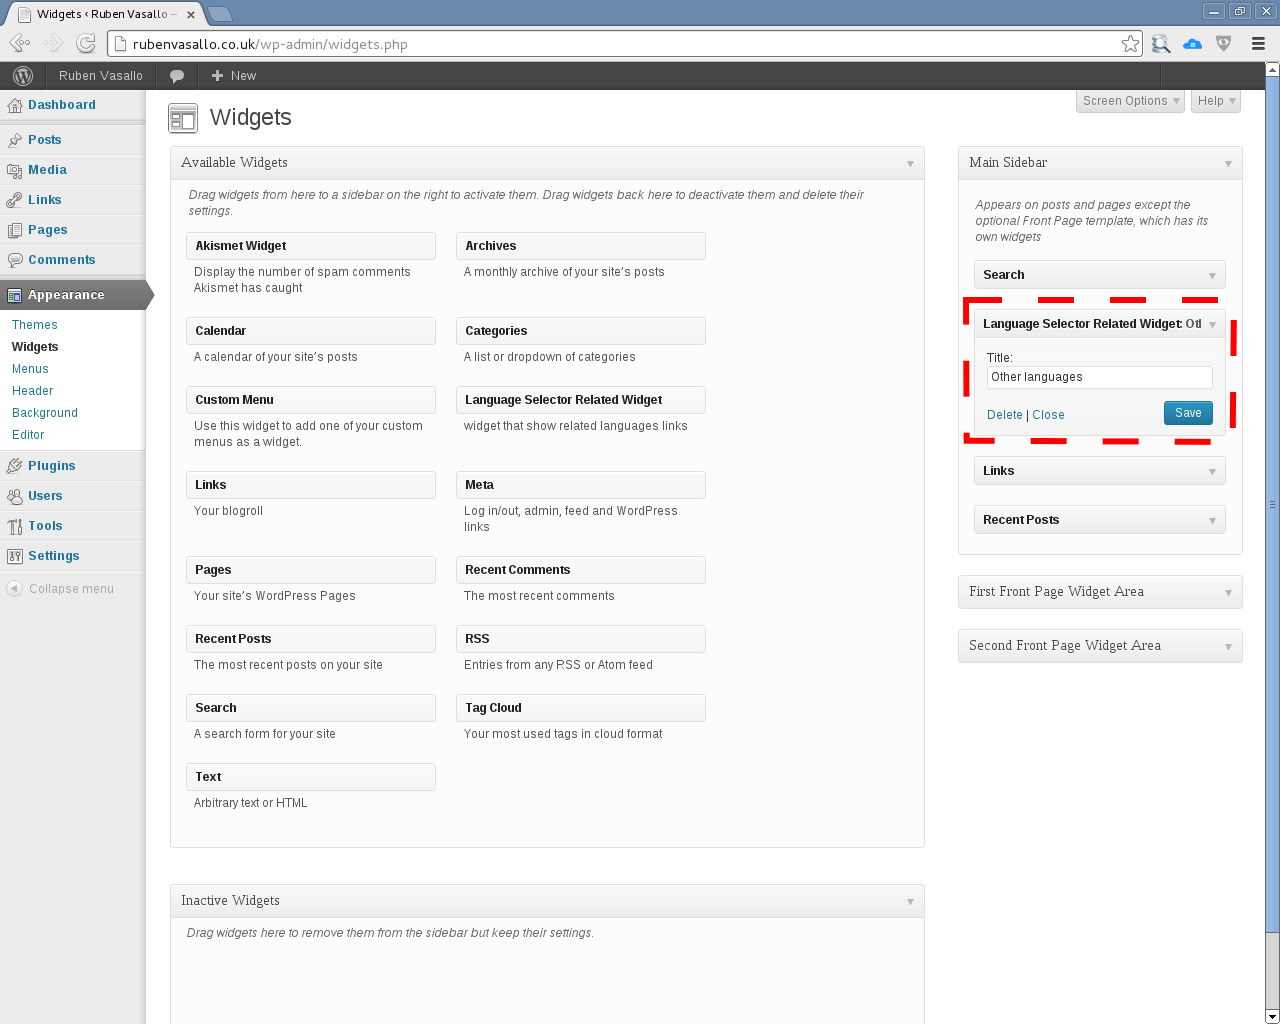 Widgets ‹ Ruben Vasallo –
rubenvasallo.co.uk/wp-admin/widgets.php
Ruben Vasallo
New
Screen Options
Help
Dashboard
Posts
Media
Links
Pages
Comments
Appearance
Themes
Widgets
Menus
Header
Background
Editor
Plugins
Users
Tools
Settings
Collapse menu
Widgets
Available Widgets
Drag widgets from here to a sidebar on the right to activate them. Drag widgets back here to deactivate them and delete their
settings.
Akismet Widget
Display the number of spam comments
Akismet has caught
Archives
A monthly archive of your site’s posts
Calendar
A calendar of your site’s posts
Categories
A list or dropdown of categories
Custom Menu
Use this widget to add one of your custom
menus as a widget.
Language Selector Related Widget
widget that show related languages links
Links
Your blogroll
Meta
Log in/out, admin, feed and WordPress
links
Pages
Your site’s WordPress Pages
Recent Comments
The most recent comments
Recent Posts
The most recent posts on your site
RSS
Entries from any RSS or Atom feed
Search
A search form for your site
Tag Cloud
Your most used tags in cloud format
Text
Arbitrary text or HTML
Inactive Widgets
Drag widgets here to remove them from the sidebar but keep their settings.
Main Sidebar
Appears on posts and pages except the
optional Front Page template, which has its
own widgets
Search
Language Selector Related Widget:
Title:
Other languages
Delete | Close
Save
Links
Recent Posts
First Front Page Widget Area
Second Front Page Widget Area